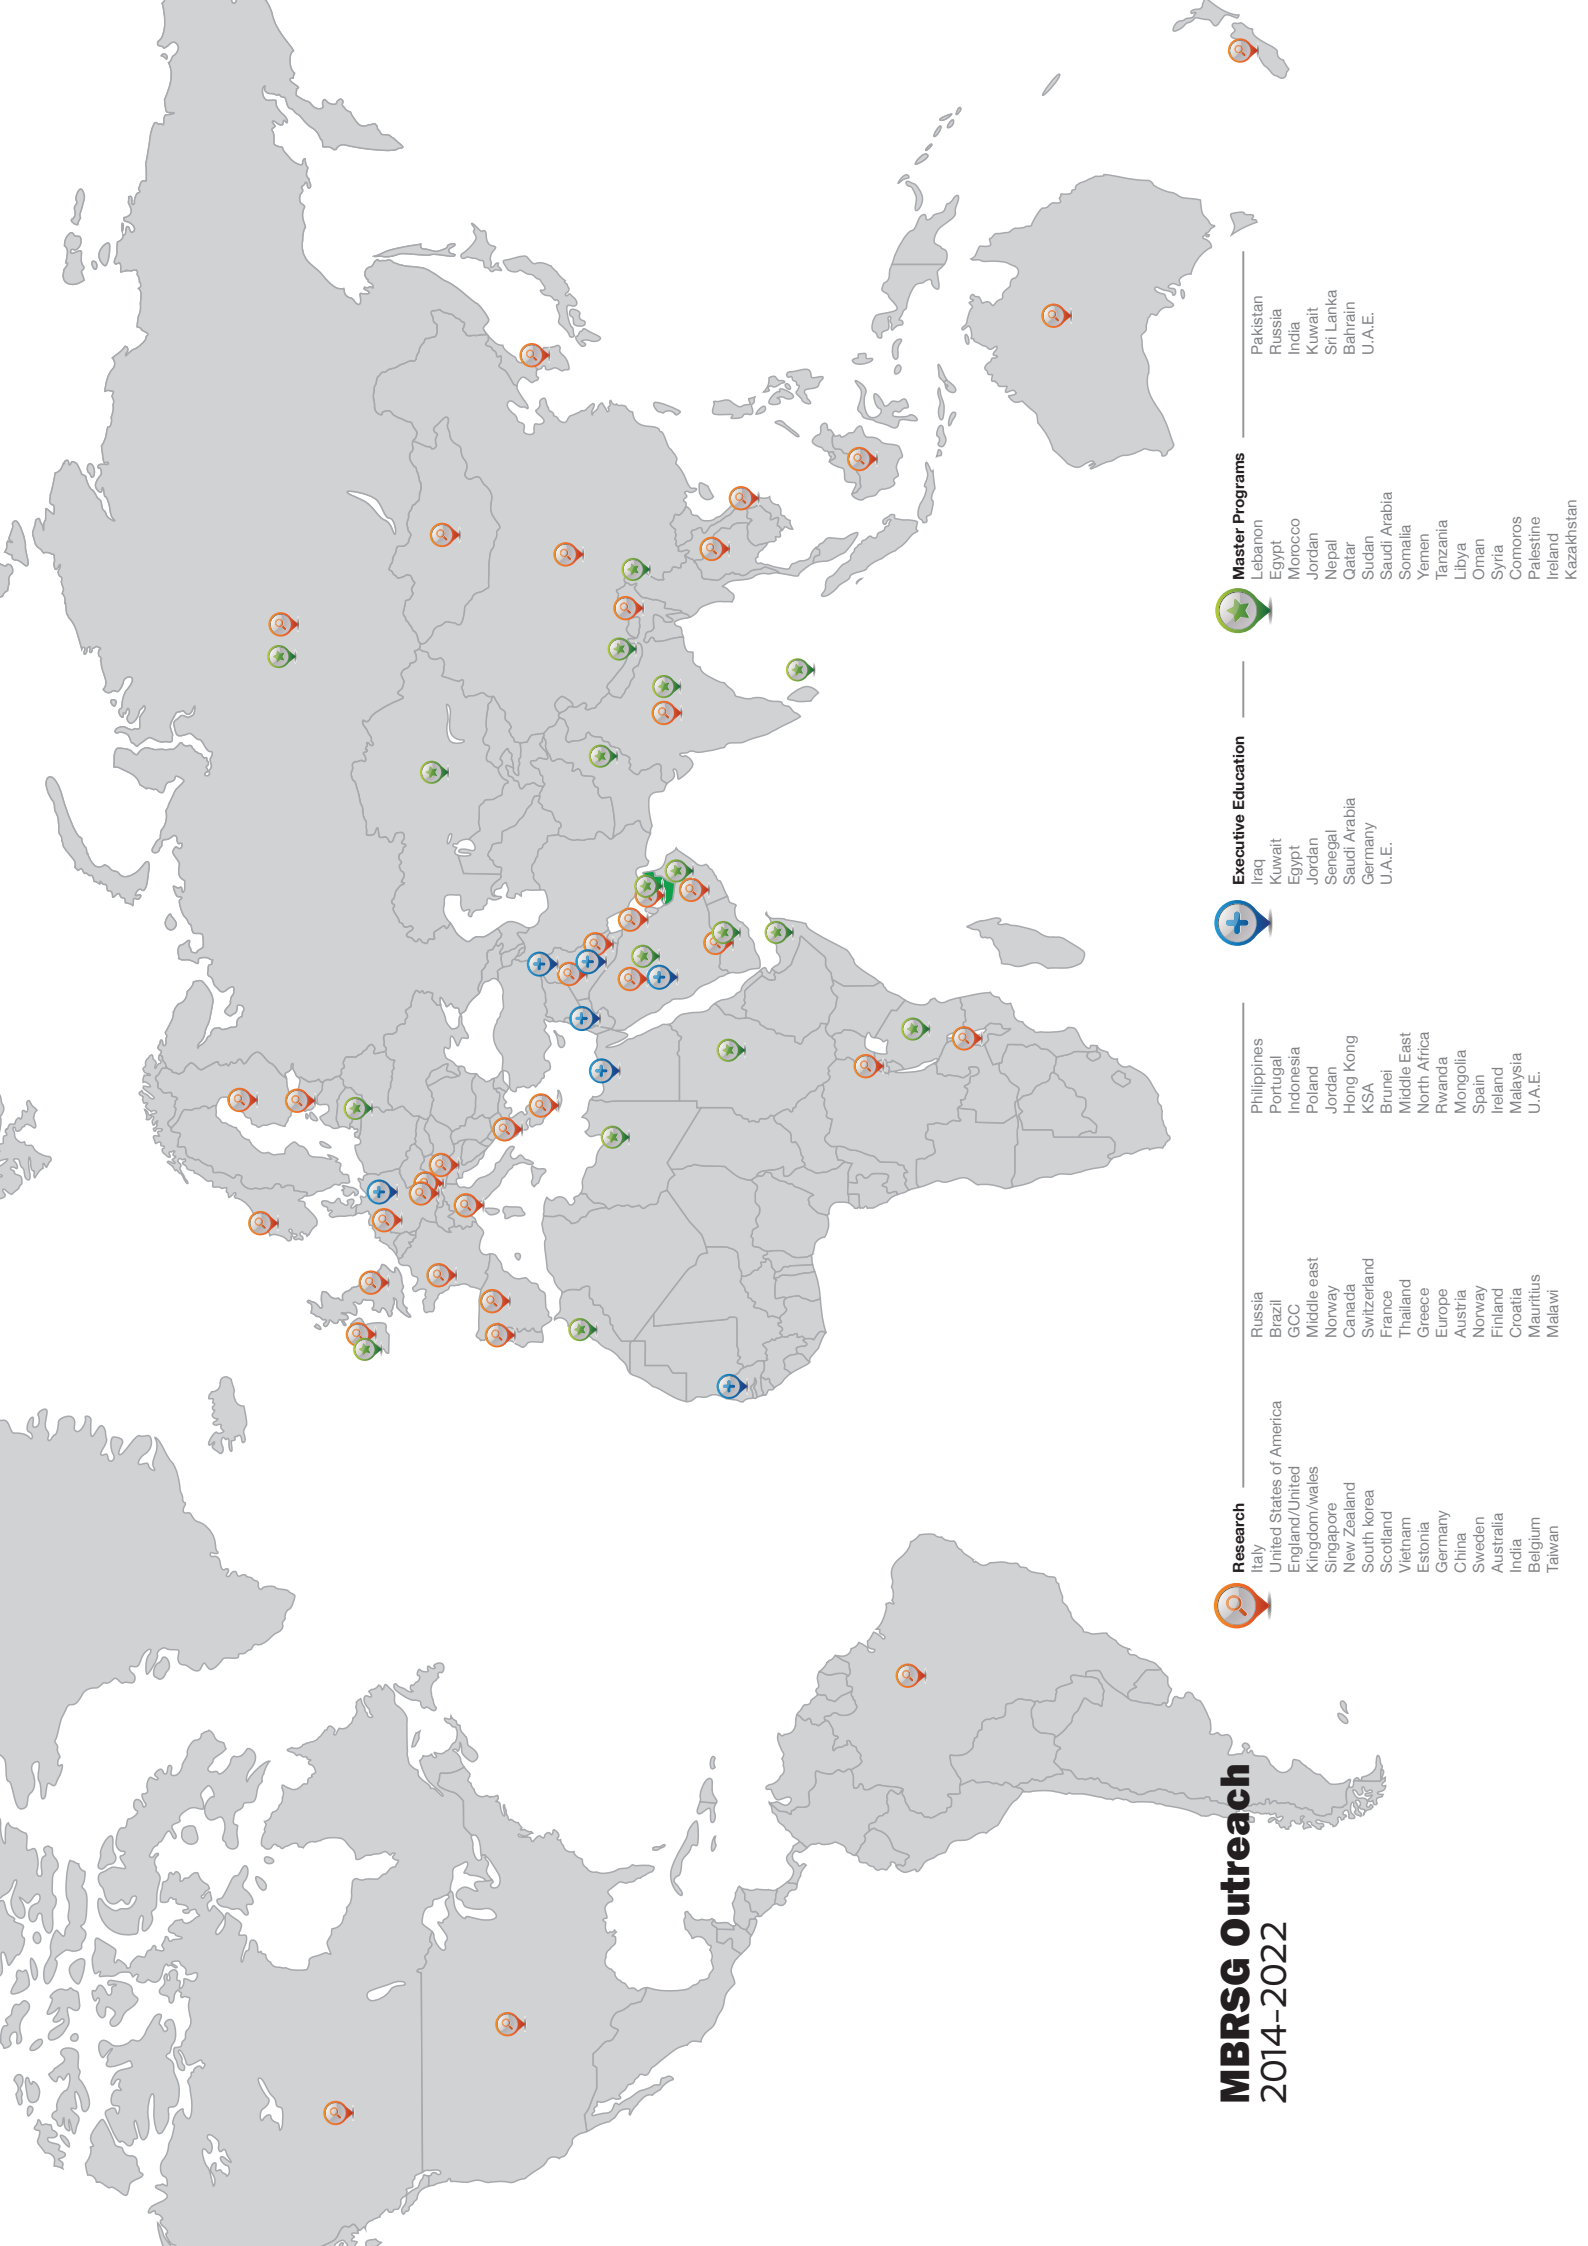 MBRSG Outreach
2014-2022
Research
Italy
United States of America
England/United
Kingdom/wales
Singapore
New Zealand
South korea
Scotland
Vietnam
Estonia
Germany
China
Sweden
Australia
India
Belgium
Taiwan
Russia
Brazil
GCC
Middle east
Norway
Canada
Switzerland
France
Thailand
Greece
Europe
Austria
Norway
Finland
Croatia
Mauritius
Malawi
Philippines
Portugal
Indonesia
Poland
Jordan
Hong Kong
KSA
Brunei
Middle East
North Africa
Rwanda
Mongolia
Spain
Ireland
Malaysia
U.A.E.
Executive Education
Iraq
Kuwait
Egypt
Jordan
Senegal
Saudi Arabia
Germany
U.A.E.
Master Programs
Lebanon
Egypt
Morocco
Jordan
Nepal
Qatar
Sudan
Saudi Arabia
Somalia
Yemen
Tanzania
Libya
Oman
Syria
Comoros
Palestine
Ireland
Kazakhstan
Pakistan
Russia
India
Kuwait
Sri Lanka
Bahrain
U.A.E.